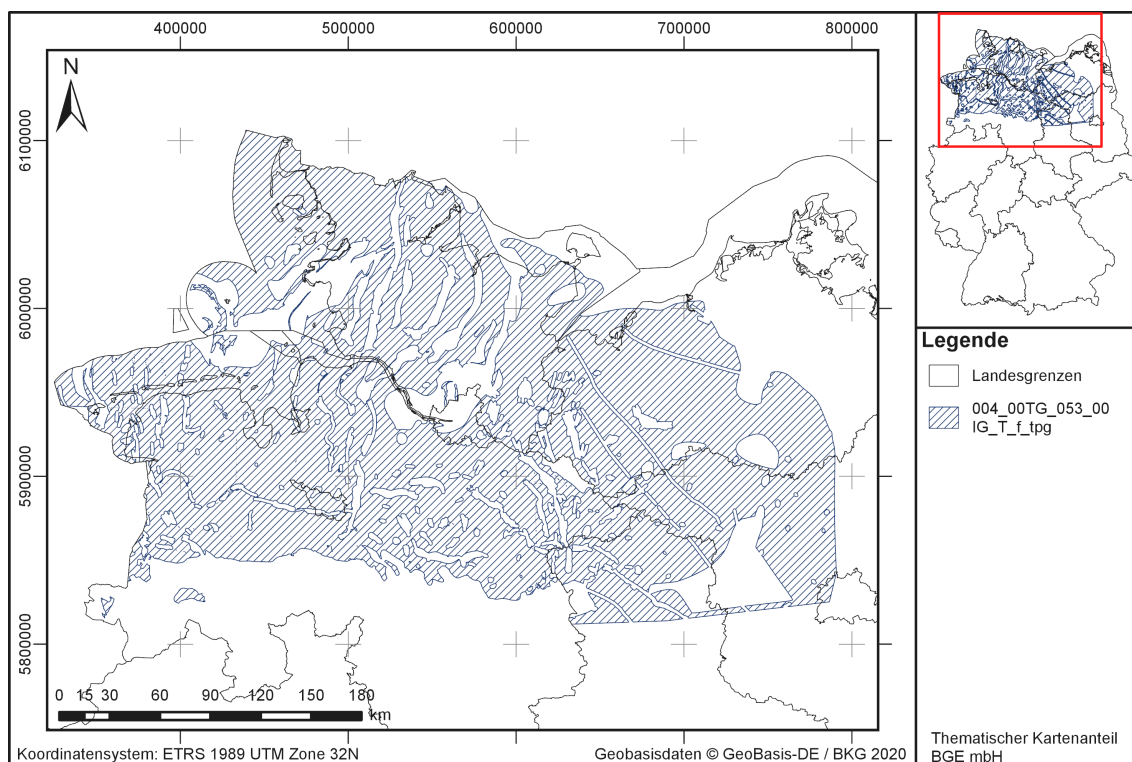 400000 500000 600000 700000 800000
N
6100000
6000000
5900000
5800000
0 15 30 60 90 120 150 180
km
Koordinatensystem: ETRS 1989 UTM Zone 32N
Geobasisdaten © GeoBasis-DE / BKG 2020
Legende
Landesgrenzen
004_00TG_053_00
IG_T_f_tpg
Thematischer Kartenanteil
BGE mbH